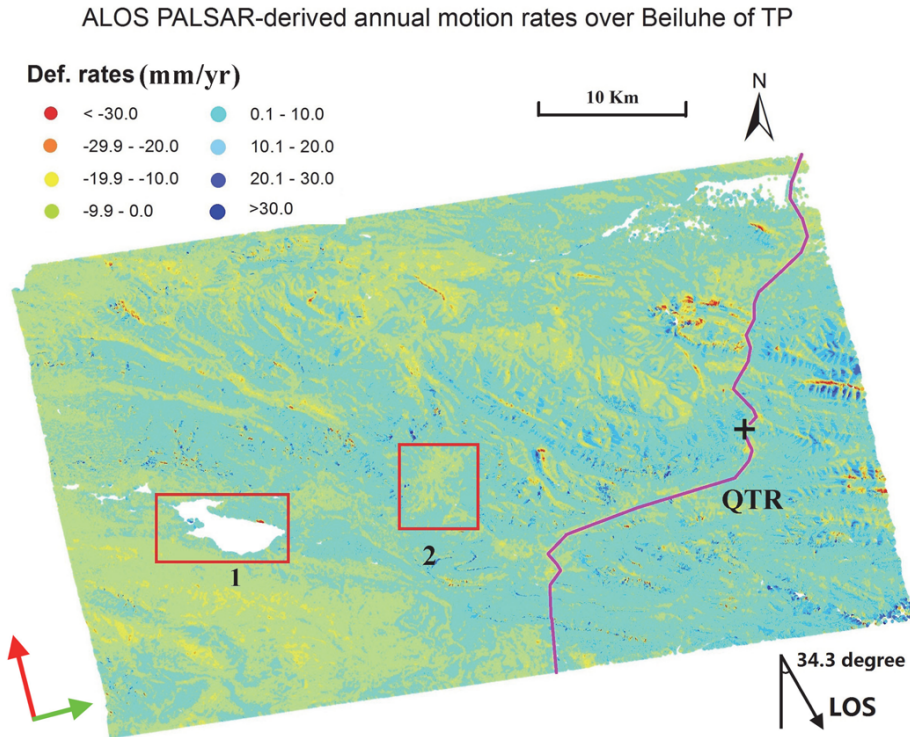 ALOS PALSAR-derived annual motion rates over Beiluhe of TP
Def. rates (mm/yr)
< -30.0
-29.9 - -20.0
-19.9 - -10.0
-9.9 - 0.0
0.1 - 10.0
10.1 - 20.0
20.1 - 30.0
>30.0
10 Km
N
QTR
1
2
34.3 degree
LOS